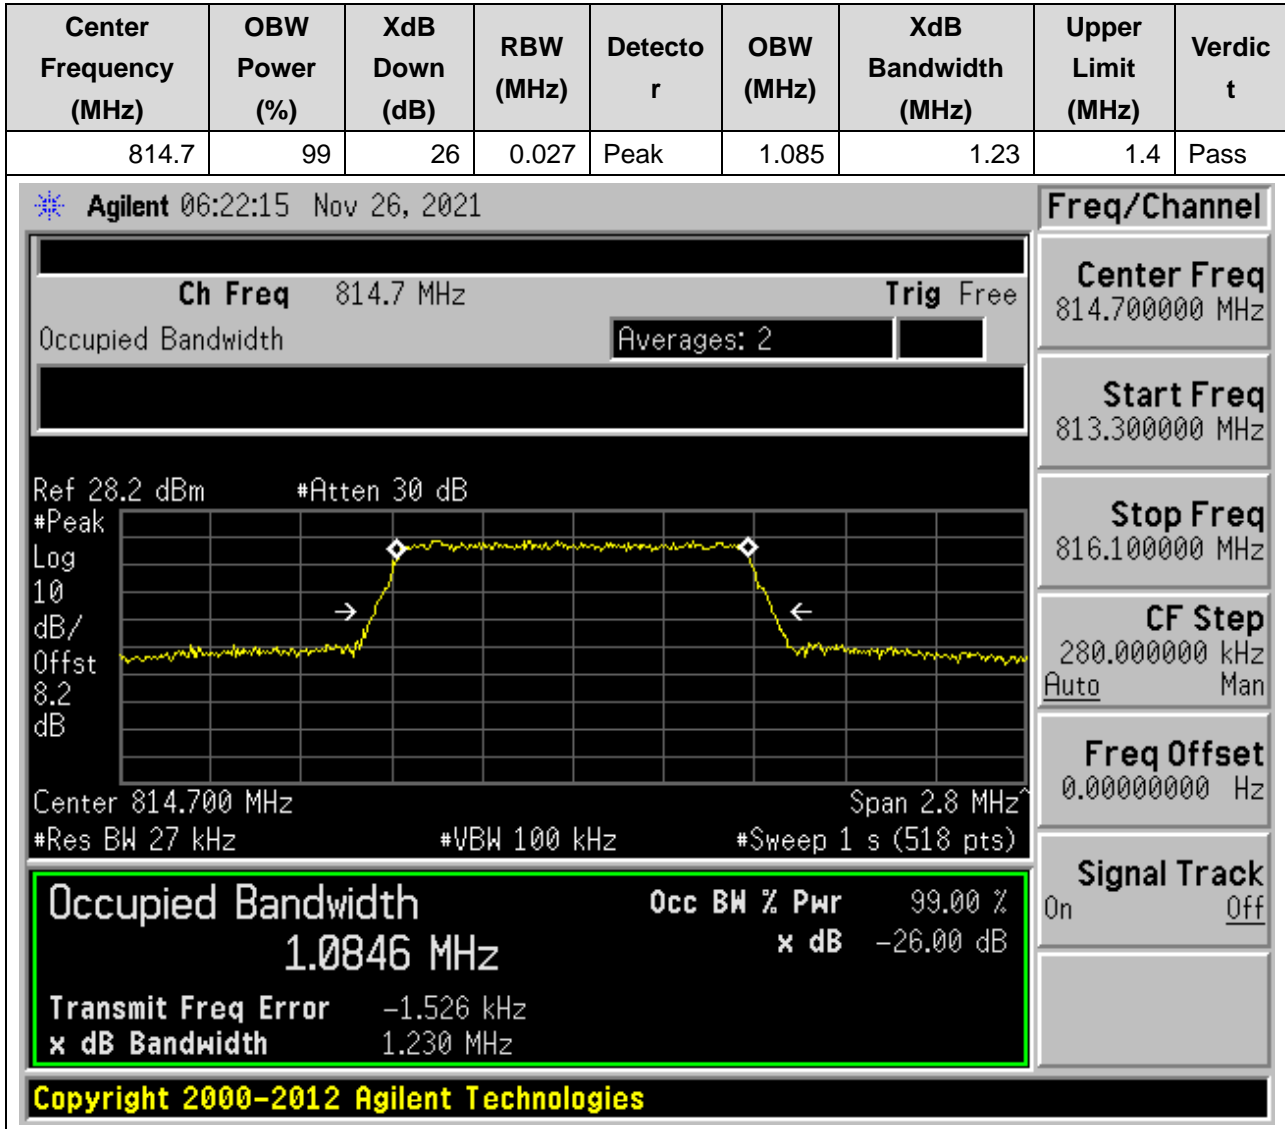 Center Frequency (MHz) OBW Power (%) XdB Down (dB) RBW (MHz) Detecto r OBW (MHz) XdB Bandwidth (MHz) Upper Limit (MHz) Verdic t
814.7 99 26 0.027 Peak 1.085 1.23 1.4 Pass
Agilent 06:22:15 Nov 26, 2021
Freq/Channel
Ch Freq 814.7 MHz Trig Free
Occupied Bandwidth Averages: 2
Center Freq
814.700000 MHz
Start Freq
813.300000 MHz
Stop Freq
816.100000 MHz
CF Step
280.000000 kHz
Auto Man
Freq Offset
0.00000000 Hz
Signal Track
On Off
Ref 28.2 dBm #Atten 30 dB
#Peak
Log
10
dB/
Offst
8.2
dB
Center 814.700 MHz Span 2.8 MHz^
#Res BW 27 kHz #VBW 100 kHz #Sweep 1 s (518 pts)
Occupied Bandwidth Occ BW % Pwr 99.00 %
1.0846 MHz x dB -26.00 dB
Transmit Freq Error -1.526 kHz
x dB Bandwidth 1.230 MHz
Copyright 2000-2012 Agilent Technologies